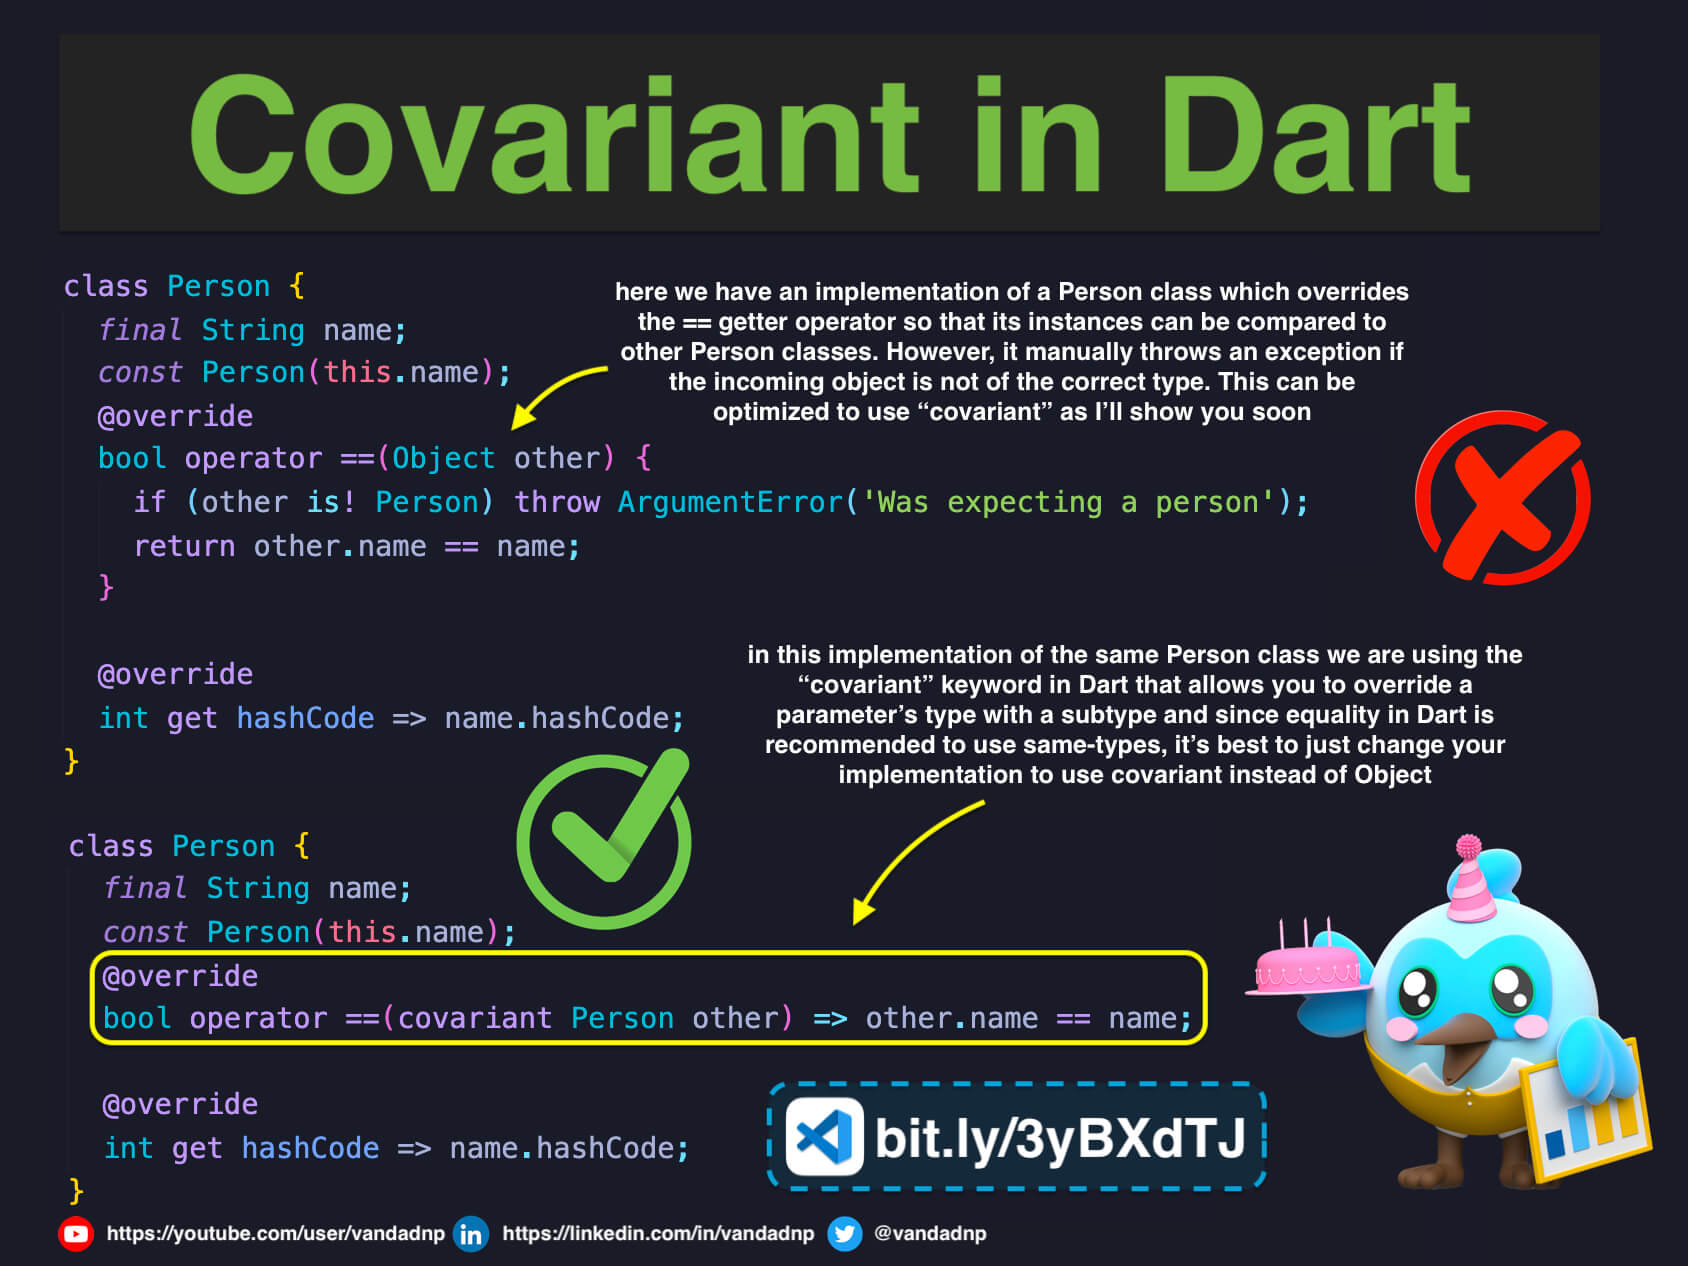 Covariant in Dart
class Person {
final String name;
const Person(this.name);
@override
bool operator ==(Object other) {
if (other is! Person) throw ArgumentError('Was expecting a person');
return other.name == name;
}
@override
int get hashCode => name.hashCode;
}
here we have an implementation of a Person class which overrides
the == getter operator so that its instances can be compared to
other Person classes. However, it manually throws an exception if
the incoming object is not of the correct type. This can be
optimized to use “covariant” as I’ll show you soon
in this implementation of the same Person class we are using the
“covariant” keyword in Dart that allows you to override a
parameter’s type with a subtype and since equality in Dart is
recommended to use same-types, it’s best to just change your
implementation to use covariant instead of Object
class Person {
final String name;
const Person(this.name);
@override
bool operator ==(covariant Person other) => other.name == name;
@override
int get hashCode => name.hashCode;
}
bit.ly/3yBXdTJ
https://youtube.com/user/vandadnp
https://linkedin.com/in/vandadnp
@vandadnp